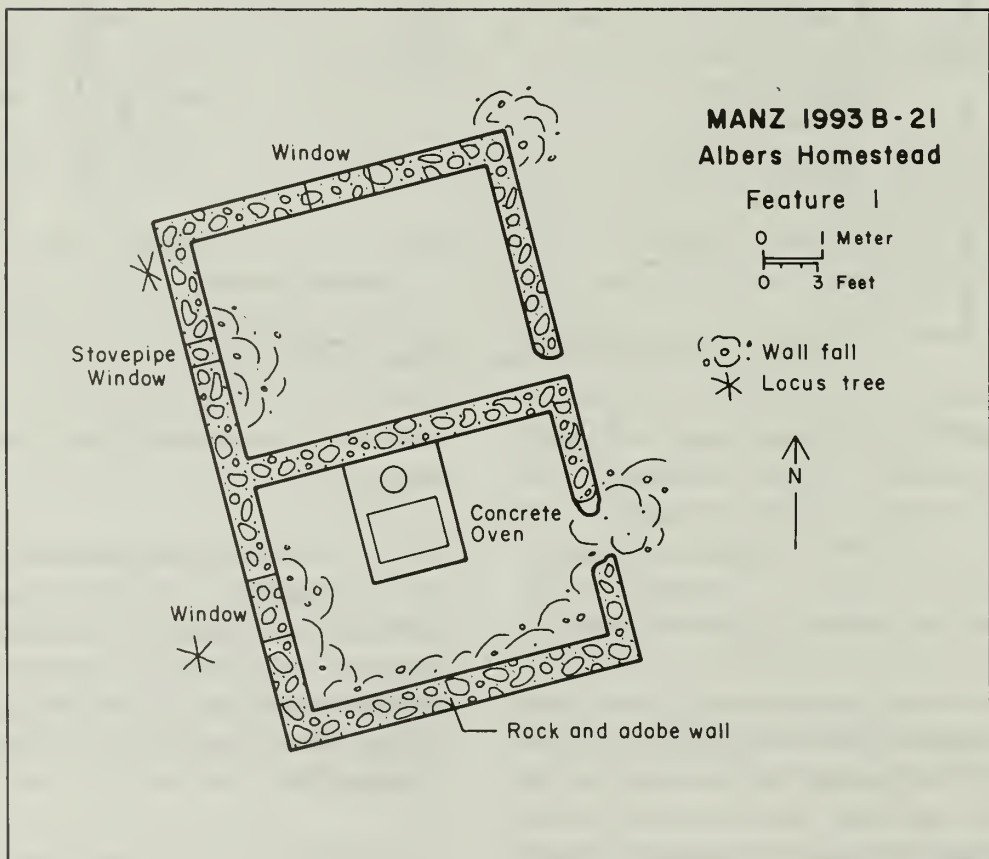 MANZ 1993 B-21
Albers Homestead
Feature 1
0 1 Meter
0 3 Feet
Wall fall
Locus tree
N
Window
Stovepipe
Window
Concrete
Oven
Window
Rock and adobe wall